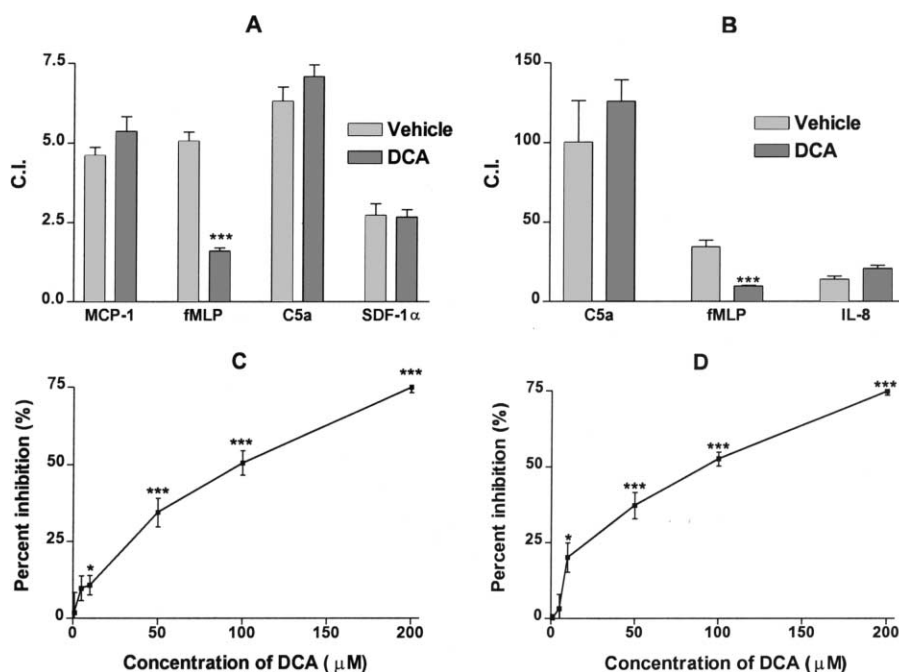 A
7.5
5.0
2.5
0.0
C.I.
Vehicle
DCA
***
MCP-1 fMLP C5a SDF-1α
B
150
100
50
0
C.I.
Vehicle
DCA
***
C5a fMLP IL-8
C
75
50
25
0
Percent inhibition (%)
*
***
***
***
0 50 100 150 200
Concentration of DCA ( μM)
D
75
50
25
0
Percent inhibition (%)
*
***
***
***
0 50 100 150 200
Concentration of DCA ( μM)